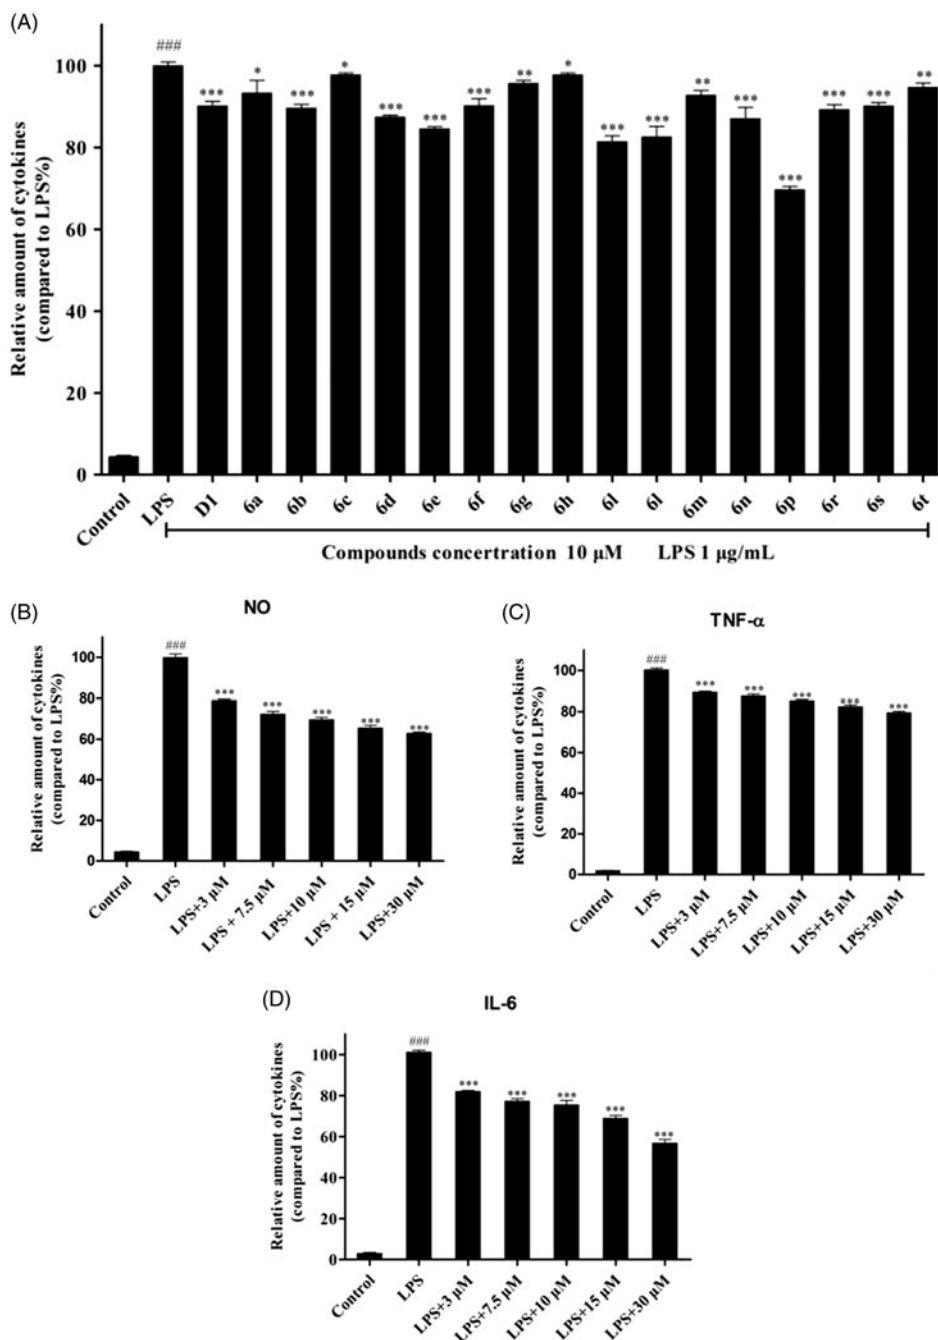 (A)
Relative amount of cytokines
(compared to LPS%)
100
80
60
40
20
0
###
***
*
***
*
***
***
***
**
*
***
***
**
***
***
***
***
**
Control
LPS
D1
6a
6b
6c
6d
6e
6f
6g
6h
6l
6l
6m
6n
6p
6r
6s
6t
Compounds concertration 10 μM LPS 1 μg/mL
(B)
NO
Relative amount of cytokines
(compared to LPS%)
100
80
60
40
20
0
###
***
***
***
***
***
Control
LPS
LPS+3 μM
LPS + 7.5 μM
LPS+10 μM
LPS + 15 μM
LPS+30 μM
(C)
TNF-α
Relative amount of cytokines
(compared to LPS%)
100
80
60
40
20
0
###
***
***
***
***
***
Control
LPS
LPS+3 μM
LPS+7.5 μM
LPS+10 μM
LPS+15 μM
LPS+30 μM
(D)
IL-6
Relative amount of cytokines
(compared to LPS%)
100
80
60
40
20
0
###
***
***
***
***
***
Control
LPS
LPS+3 μM
LPS+7.5 μM
LPS+10 μM
LPS+15 μM
LPS+30 μM